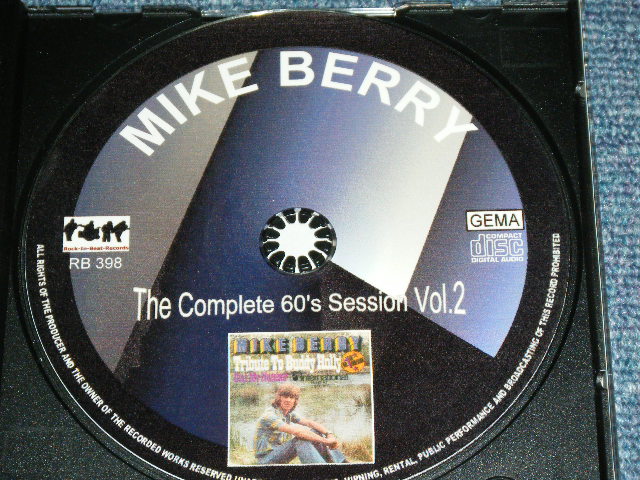 MIKE BERRY
Rock-In-Beat-Records
RB 398
GEMA
COMPACT
disc
DIGITAL AUDIO
The Complete 60's Session Vol.2
MIKE BERRY
Tribute To Buddy Holly
ALL RIGHTS OF THE PRODUCER AND THE OWNER OF THE RECORDED WORKS RESERVED
RENTAL, PUBLIC PERFORMANCE AND BROADCASTING OF THIS RECORD PROHIBITED